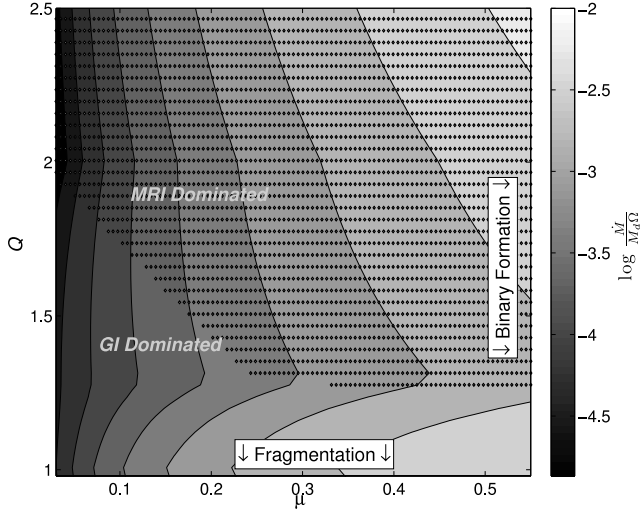 2.5
2
1.5
1
Q
0.1
0.2
0.3
0.4
0.5
μ
MRI Dominated
GI Dominated
↓ Fragmentation ↓
↓ Binary Formation ↓
-2
-2.5
-3
-3.5
-4
-4.5
log Ṁ/(M_dΩ)